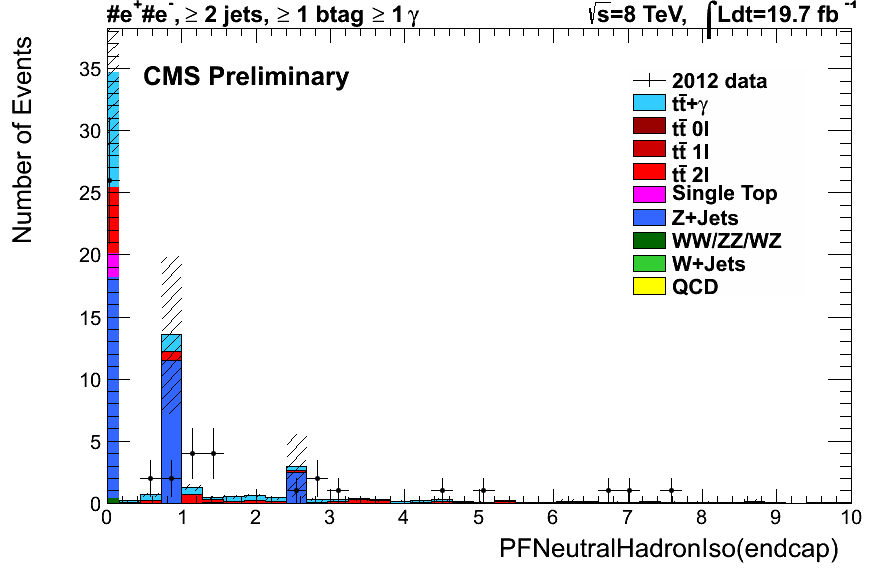 #e⁺#e⁻, ≥ 2 jets, ≥ 1 btag ≥ 1 γ
√s=8 TeV, ∫Ldt=19.7 fb⁻¹
CMS Preliminary
2012 data
tt̄+γ
tt̄ 0l
tt̄ 1l
tt̄ 2l
Single Top
Z+Jets
WW/ZZ/WZ
W+Jets
QCD
Number of Events
35
30
25
20
15
10
5
0
0 1 2 3 4 5 6 7 8 9 10
PFNeutralHadronIso(endcap)